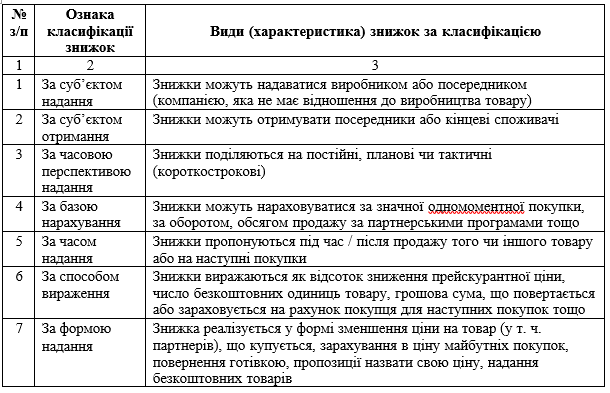 № з/п Ознака класифікації знижок Види (характеристика) знижок за класифікацією
1 2 3
1 За суб’єктом надання Знижки можуть надаватися виробником або посередником
(компанією, яка не має відношення до виробництва товару)
2 За суб’єктом отримання Знижки можуть отримувати посередники або кінцеві споживачі
3 За часовою перспективою надання Знижки поділяються на постійні, планові чи тактичні
(короткострокові)
4 За базою нарахування Знижки можуть нараховуватися за значної одномоментної покупки,
за оборотом, обсягом продажу за партнерськими програмами тощо
5 За часом надання Знижки пропонуються під час / після продажу того чи іншого товару
або на наступні покупки
6 За способом вираження Знижки виражаються як відсоток зниження прейскурантної ціни,
число безкоштовних одиниць товару, грошова сума, що повертається
або зараховується на рахунок покупця для наступних покупок тощо
7 За формою надання Знижка реалізується у формі зменшення ціни на товар (у т. ч.
партнерів), що купується, зарахування в ціну майбутніх покупок,
повернення готівкою, пропозиції назвати свою ціну, надання
безкоштовних товарів